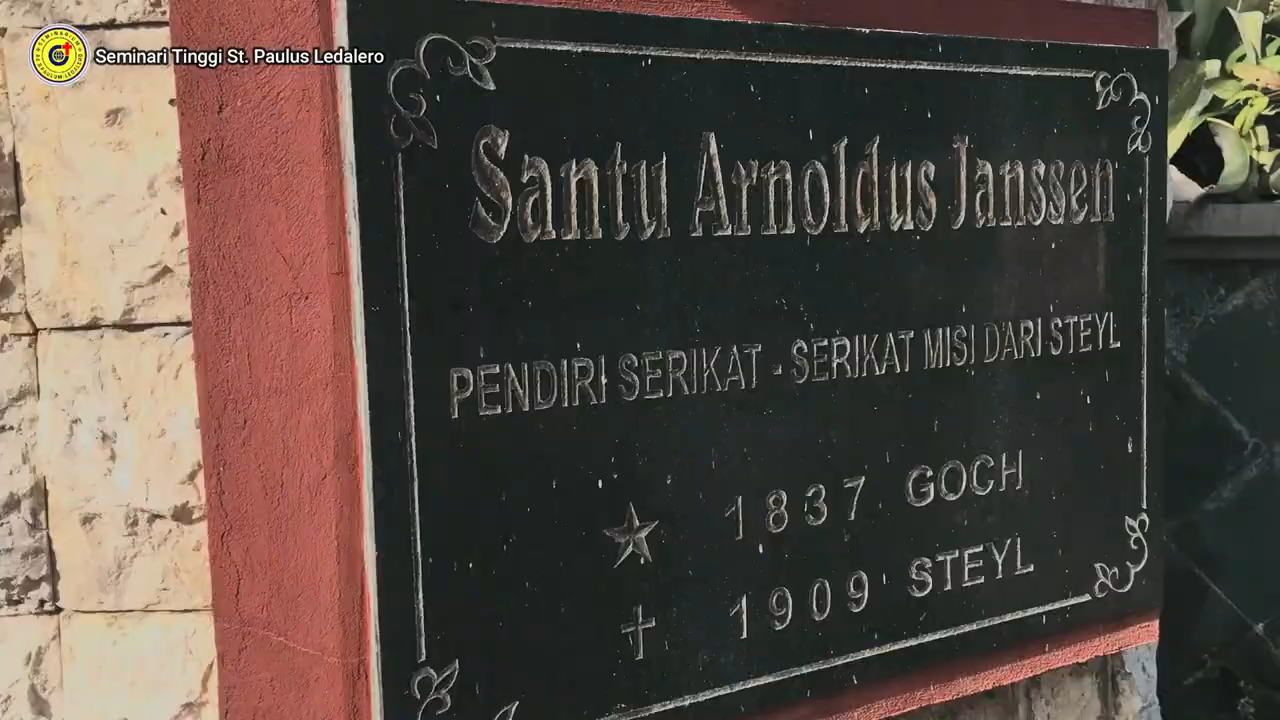 Seminari Tinggi St. Paulus Ledalero
Santu Arnoldus Janssen
PENDIRI SERIKAT - SERIKAT MISI DARI STEYL
1837 GOCH
1909 STEYL